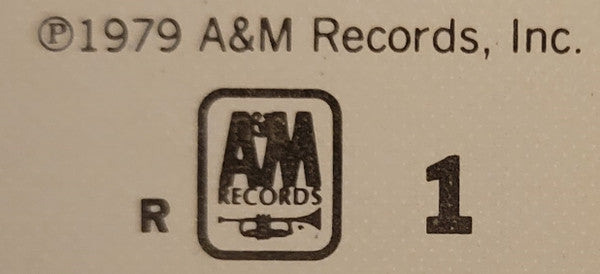 ℗1979 A&M Records, Inc.
A&M
RECORDS
R 1